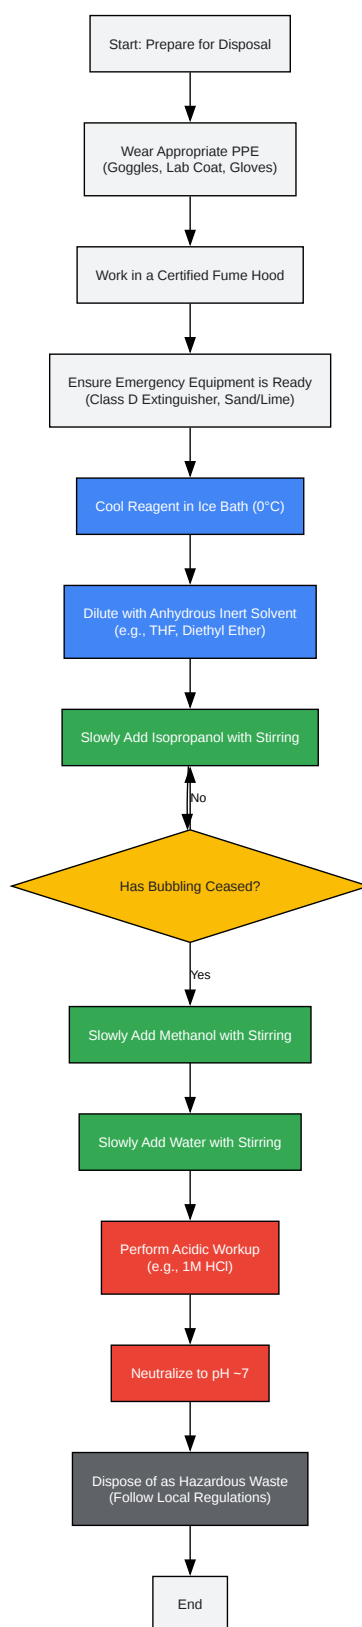 Start: Prepare for Disposal
Wear Appropriate PPE
(Goggles, Lab Coat, Gloves)
Work in a Certified Fume Hood
Ensure Emergency Equipment is Ready
(Class D Extinguisher, Sand/Lime)
Cool Reagent in Ice Bath (0°C)
Dilute with Anhydrous Inert Solvent
(e.g., THF, Diethyl Ether)
Slowly Add Isopropanol with Stirring
No
Has Bubbling Ceased?
Yes
Slowly Add Methanol with Stirring
Slowly Add Water with Stirring
Perform Acidic Workup
(e.g., 1M HCl)
Neutralize to pH ~7
Dispose of as Hazardous Waste
(Follow Local Regulations)
End